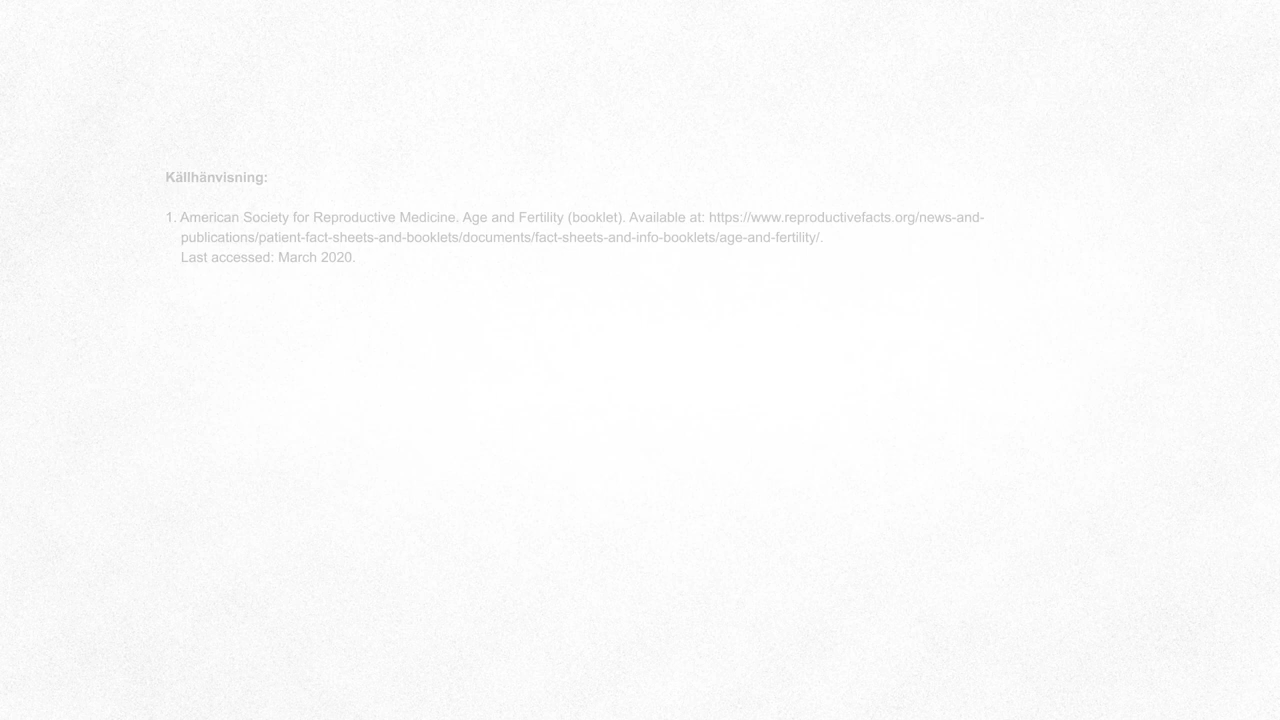 Källhänvisning:
1. American Society for Reproductive Medicine. Age and Fertility (booklet). Available at: https://www.reproductivefacts.org/news-and-
publications/patient-fact-sheets-and-booklets/documents/fact-sheets-and-info-booklets/age-and-fertility/.
Last accessed: March 2020.